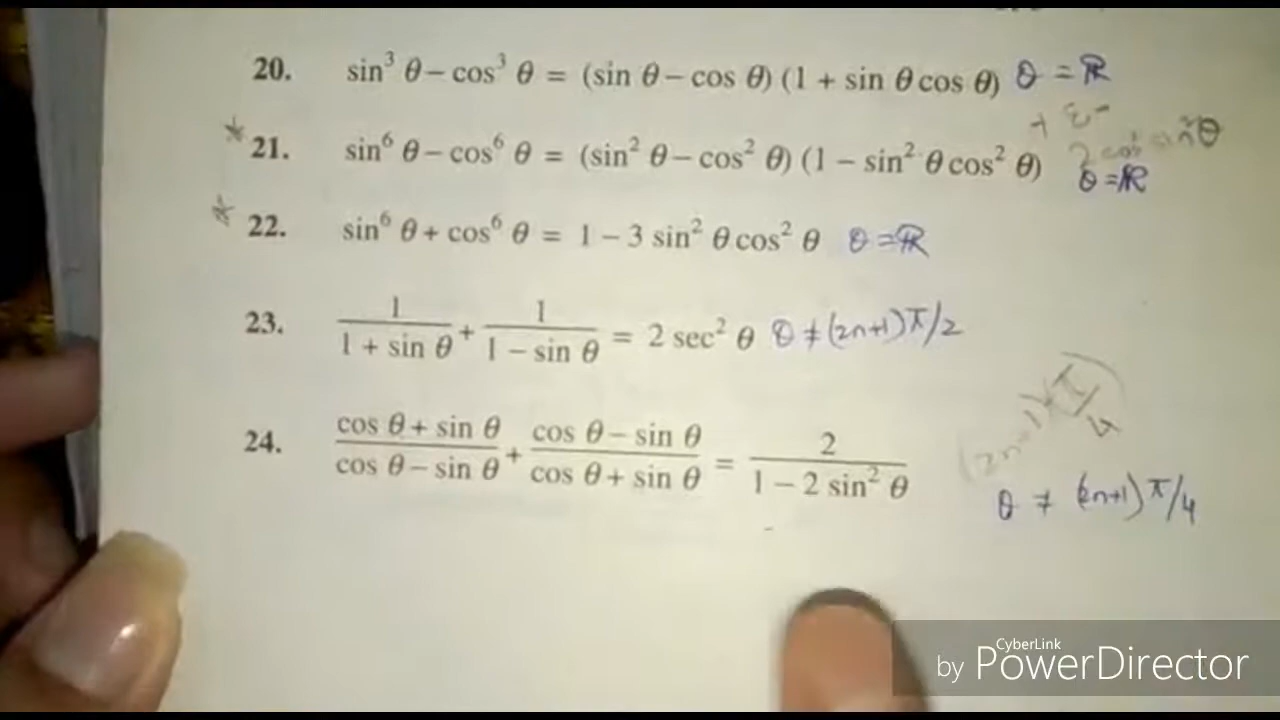 20. sin³ θ – cos³ θ = (sin θ – cos θ) (1 + sin θ cos θ) θ = ℝ
21. sin⁶ θ – cos⁶ θ = (sin² θ – cos² θ) (1 – sin² θ cos² θ) θ = ℝ
22. sin⁶ θ + cos⁶ θ = 1 – 3 sin² θ cos² θ θ = ℝ
23. 1/(1 + sin θ) + 1/(1 – sin θ) = 2 sec² θ θ ≠ (2n+1) π/2
24. (cos θ + sin θ)/(cos θ – sin θ) + (cos θ – sin θ)/(cos θ + sin θ) = 2/(1 – 2 sin² θ)
θ ≠ (2n+1) π/4
CyberLink
by PowerDirector